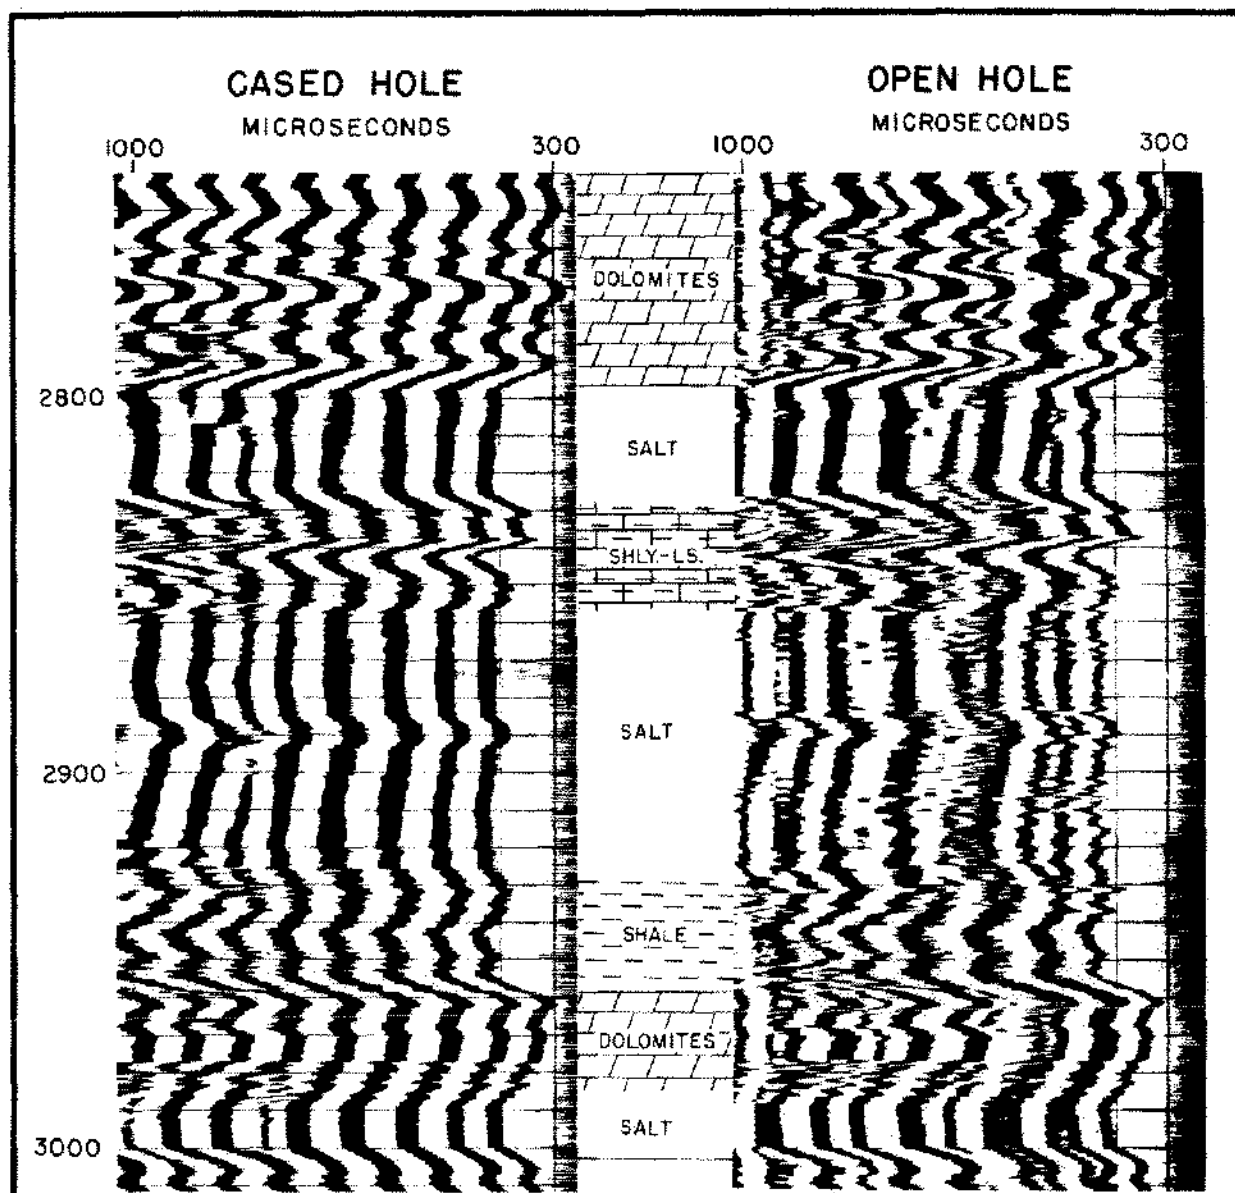 CASED HOLE
MICROSECONDS
1000 300
OPEN HOLE
MICROSECONDS
1000 300
DOLOMITES
2800
SALT
SHLY-LS.
SALT
2900
SHALE
DOLOMITES
SALT
3000